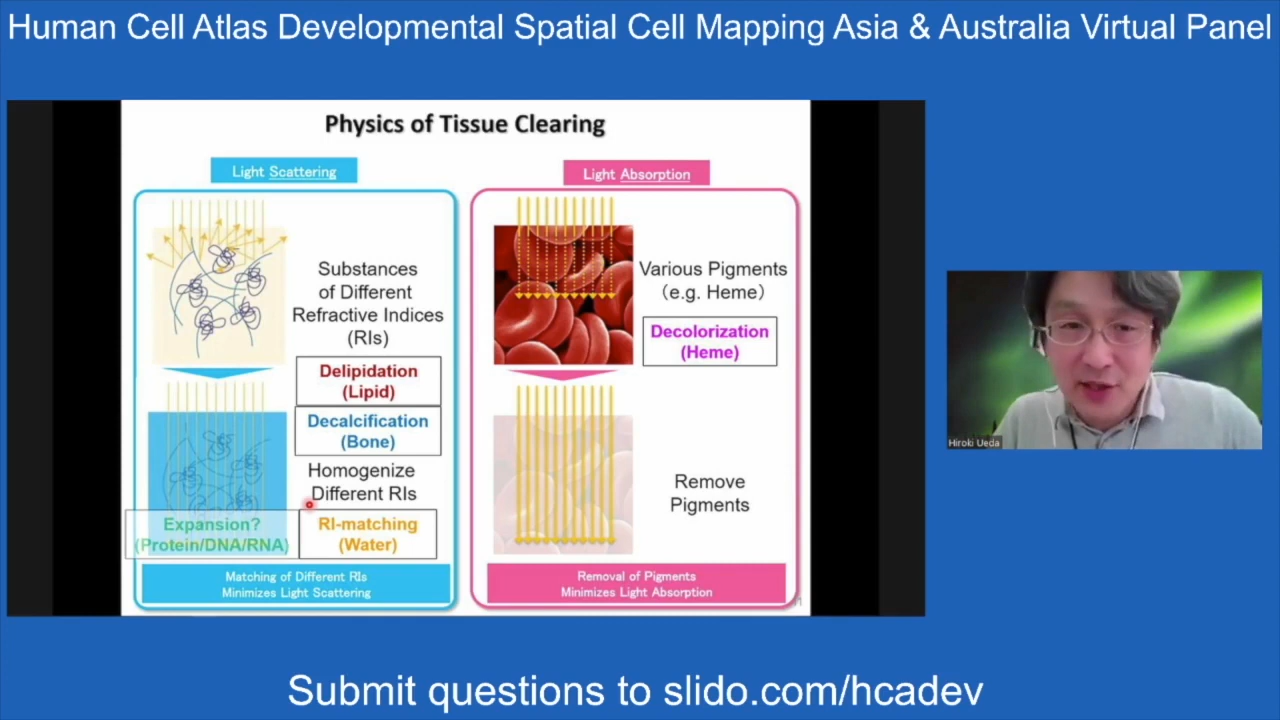 Human Cell Atlas Developmental Spatial Cell Mapping Asia & Australia Virtual Panel
Physics of Tissue Clearing
Light Scattering
Substances
of Different
Refractive Indices
(RIs)
Delipidation
(Lipid)
Decalcification
(Bone)
Homogenize
Different RIs
Expansion?
(Protein/DNA/RNA)
RI-matching
(Water)
Matching of Different RIs
Minimizes Light Scattering
Light Absorption
Various Pigments
(e.g. Heme)
Decolorization
(Heme)
Remove
Pigments
Removal of Pigments
Minimizes Light Absorption
Hiroki Ueda
Submit questions to slido.com/hcadev